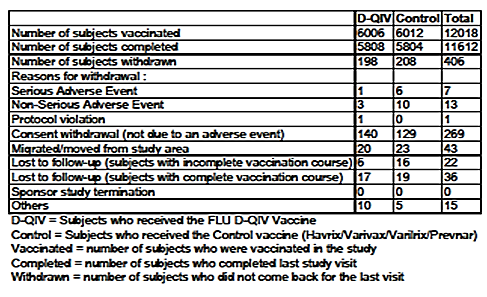 D-QIV Control Total
Number of subjects vaccinated 6006 6012 12018
Number of subjects completed 5808 5804 11612
Number of subjects withdrawn 198 208 406
Reasons for withdrawal :
Serious Adverse Event 1 6 7
Non-Serious Adverse Event 3 10 13
Protocol violation 1 0 1
Consent withdrawal (not due to an adverse event) 140 129 269
Migrated/moved from study area 20 23 43
Lost to follow-up (subjects with incomplete vaccination course) 6 16 22
Lost to follow-up (subjects with complete vaccination course) 17 19 36
Sponsor study termination 0 0 0
Others 10 5 15
D-QIV = Subjects who received the FLU D-QIV Vaccine
Control = Subjects who received the Control vaccine (Havrix/Varivax/Varilrix/Prevnar)
Vaccinated = number of subjects who were vaccinated in the study
Completed = number of subjects who completed last study visit
Withdrawn = number of subjects who did not come back for the last visit